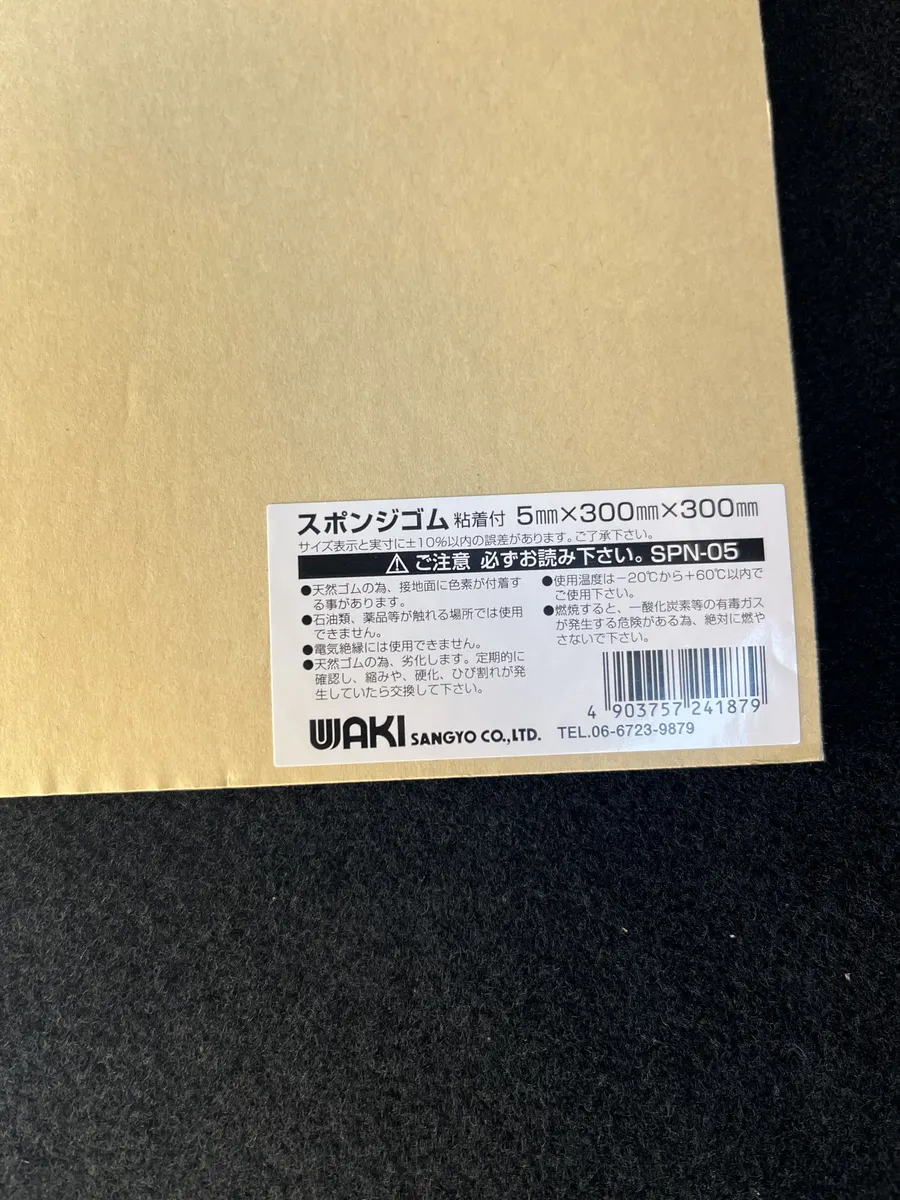 スポンジゴム 粘着付 5㎜×300㎜×300㎜
サイズ表示と実寸に±10%以内の誤差があります。ご了承下さい。
⚠ ご注意 必ずお読み下さい。SPN-05
●天然ゴムの為、接地面に色素が付着す
る事があります。
●石油類、薬品等が触れる場所では使用
できません。
●電気絶縁には使用できません。
●天然ゴムの為、劣化します。定期的に
確認し、縮みや、硬化、ひび割れが発
生していたら交換して下さい。
●使用温度は−20℃から+60℃以内で
ご使用下さい。
●燃焼すると、一酸化炭素等の有毒ガス
が発生する危険がある為、絶対に燃や
さないで下さい。
4 903757 241879
WAKI SANGYO CO.,LTD. TEL.06-6723-9879